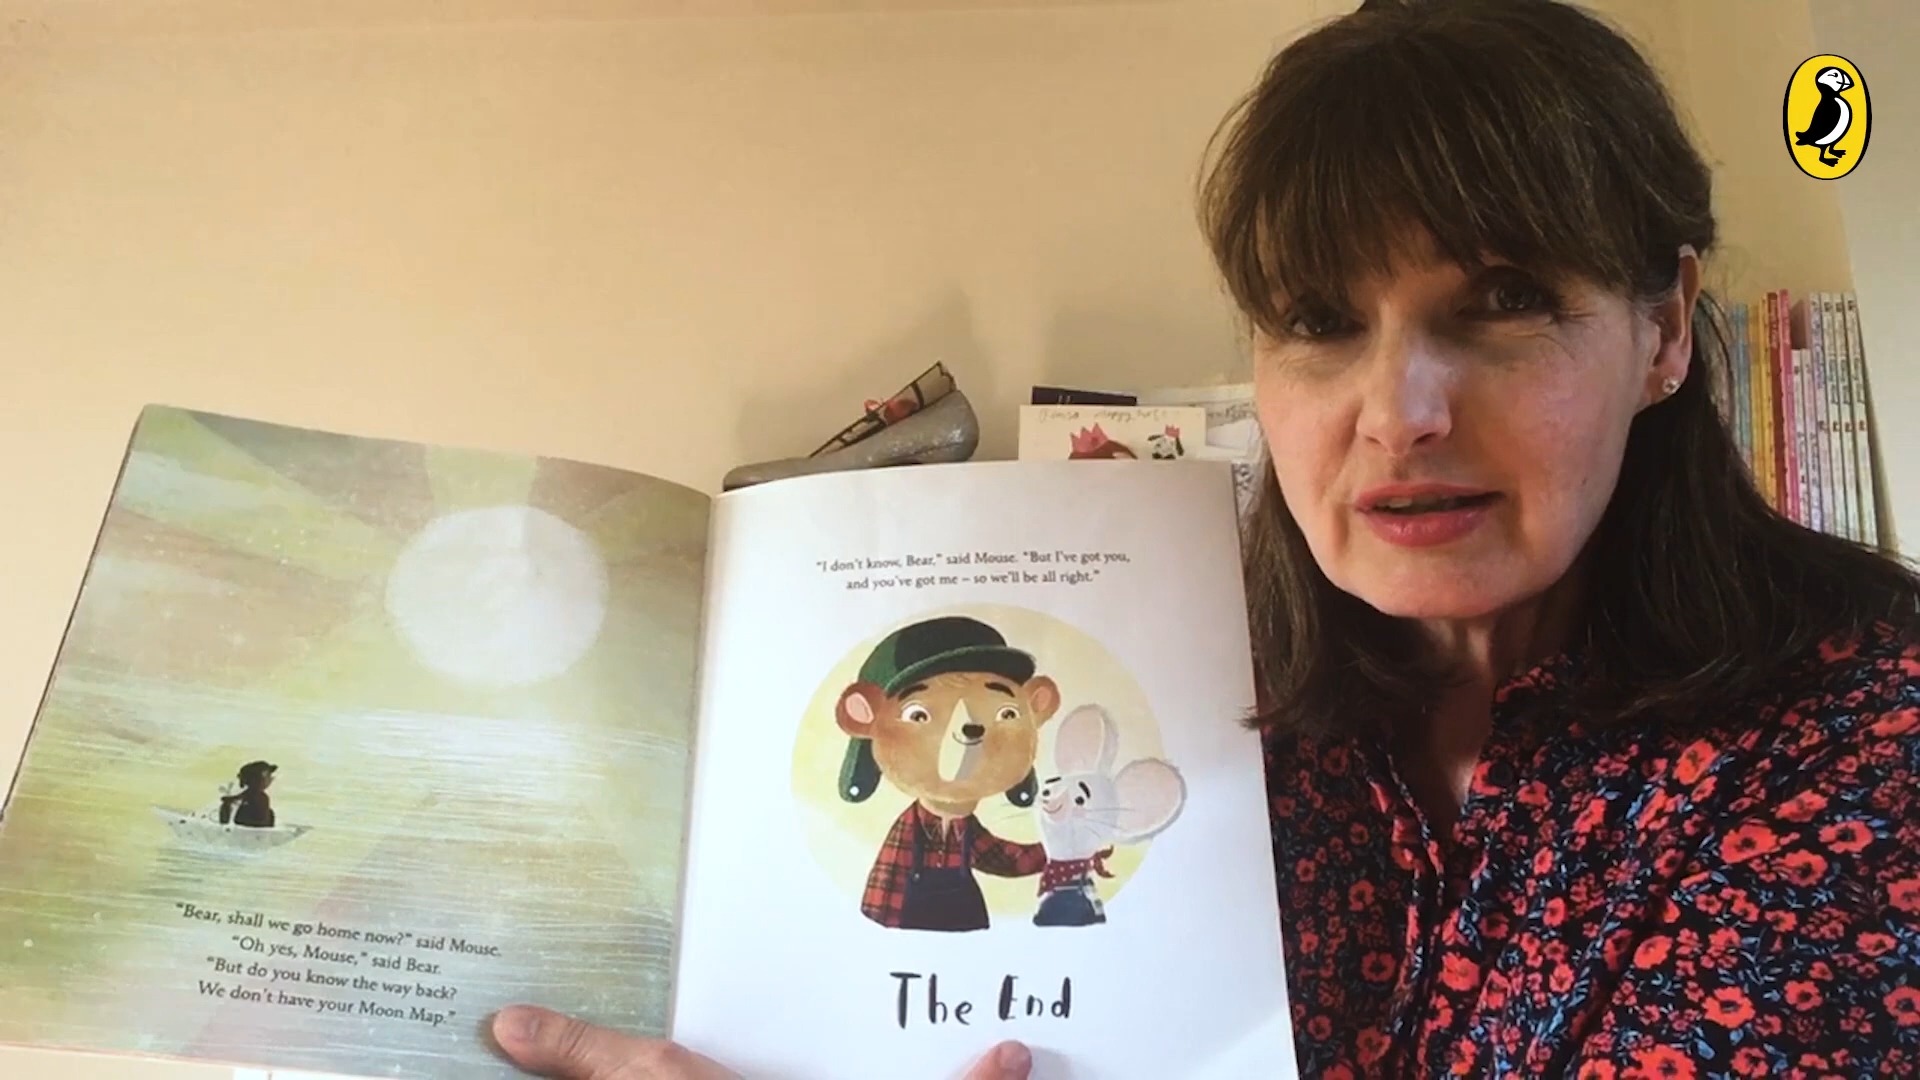 "Bear, shall we go home now?" said Mouse.
"Oh yes, Mouse," said Bear.
"But do you know the way back?
We don't have your Moon Map."
"I don't know, Bear," said Mouse. "But I've got you,
and you've got me – so we'll be all right."
The End